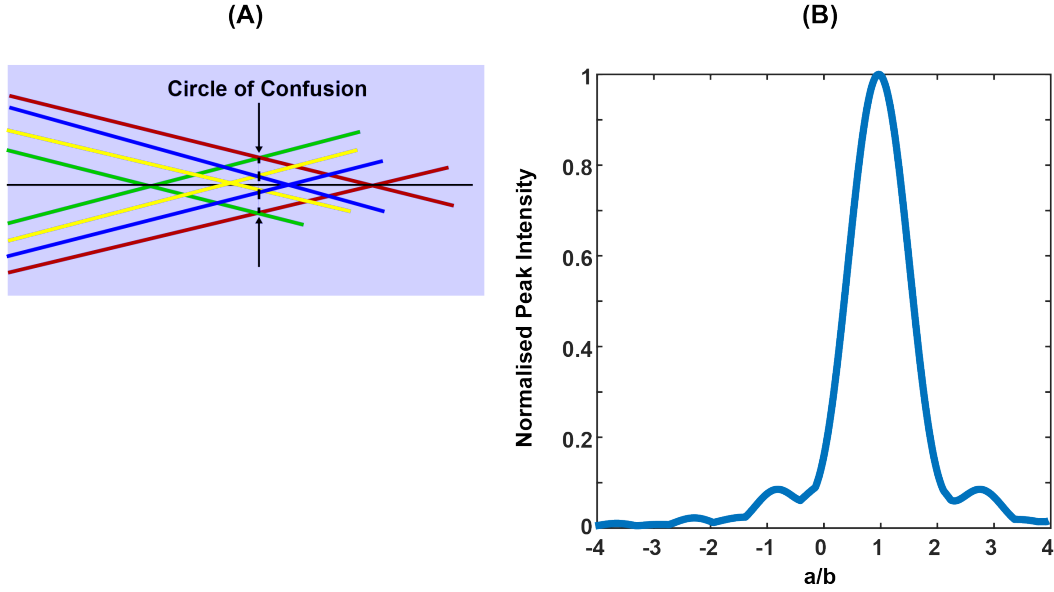 (A)
Circle of Confusion
(B)
Normalised Peak Intensity
1
0.8
0.6
0.4
0.2
0
-4 -3 -2 -1 0 1 2 3 4
a/b